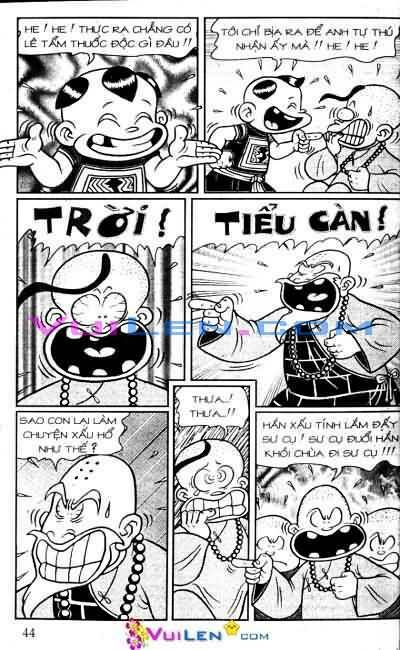 HE ! HE ! THỰC RA CHẲNG CÓ
LÊ TẨM THUỐC ĐỘC GÌ ĐÂU !!
TÔI CHỈ BỊA RA ĐỂ ANH TỰ THÚ
NHẬN ẤY MÀ !! HE ! HE !
TRỜI !
TIỂU CÀN !
VUILEN.COM
SAO CON LẠI LÀM
CHUYỆN XẤU HỔ
NHƯ THẾ ?
THƯA..!
THƯA..!!
HẮN XẤU TÍNH LẮM ĐẤY
SƯ CỤ ! SƯ CỤ ĐUỔI HẮN
KHỎI CHÙA ĐI SƯ CỤ !!!
44
VUILEN.COM